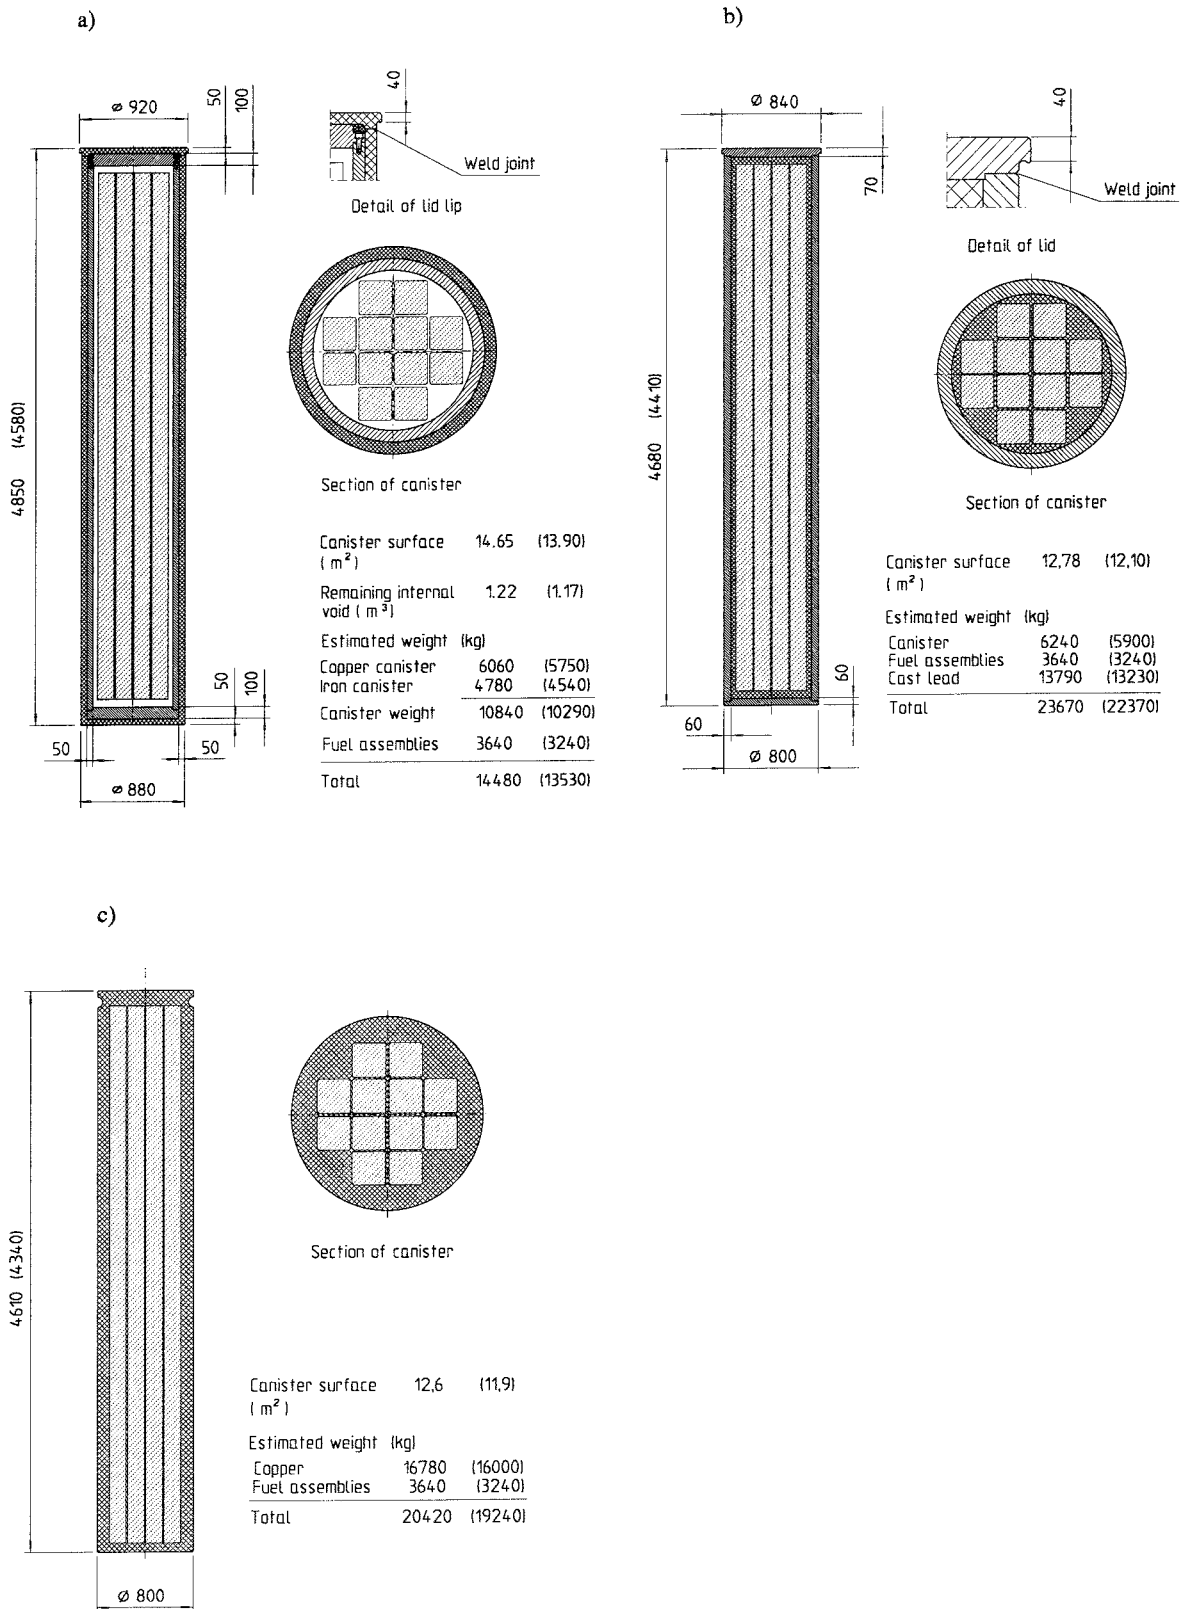 a)
ø 920
50
100
40
Weld joint
Detail of lid lip
4850 (4580)
Section of canister
Canister surface 14.65 (13.90)
( m² )
Remaining internal 1.22 (1.17)
void ( m³)
Estimated weight (kg)
Copper canister 6060 (5750)
Iron canister 4780 (4540)
Canister weight 10840 (10290)
Fuel assemblies 3640 (3240)
Total 14480 (13530)
50
100
50
50
ø 880
b)
ø 840
70
40
Weld joint
Detail of lid
4680 (4410)
Section of canister
Canister surface 12,78 (12,10)
( m² )
Estimated weight (kg)
Canister 6240 (5900)
Fuel assemblies 3640 (3240)
Cast lead 13790 (13230)
Total 23670 (22370)
60
60
ø 800
c)
4610 (4340)
Section of canister
Canister surface 12,6 (11,9)
( m² )
Estimated weight (kg)
Copper 16780 (16000)
Fuel assemblies 3640 (3240)
Total 20420 (19240)
Ø 800